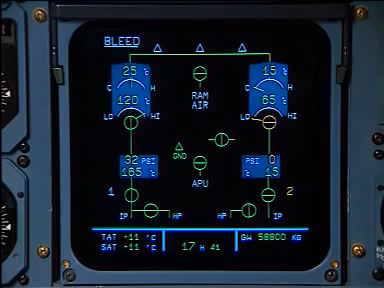 BLEED
25 °C
15 °C
C H
C H
RAM
AIR
120 °C
65 °C
LO HI
LO HI
GND
32 PSI
165 °C
PSI 0
°C 15
APU
1
2
IP HP
HP IP
TAT +11 °C
SAT +11 °C
17 H 41
GW 58800 KG